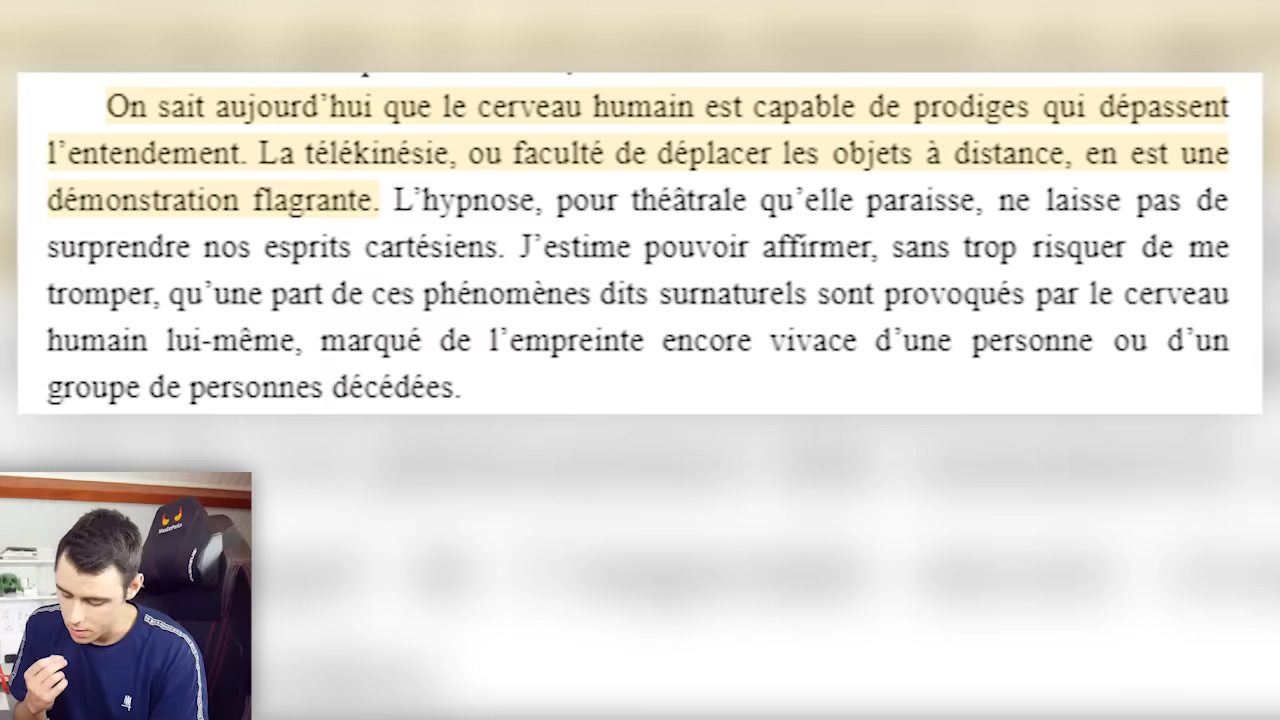 On sait aujourd’hui que le cerveau humain est capable de prodiges qui dépassent
l’entendement. La télékinésie, ou faculté de déplacer les objets à distance, en est une
démonstration flagrante. L’hypnose, pour théâtrale qu’elle paraisse, ne laisse pas de
surprendre nos esprits cartésiens. J’estime pouvoir affirmer, sans trop risquer de me
tromper, qu’une part de ces phénomènes dits surnaturels sont provoqués par le cerveau
humain lui-même, marqué de l’empreinte encore vivace d’une personne ou d’un
groupe de personnes décédées.